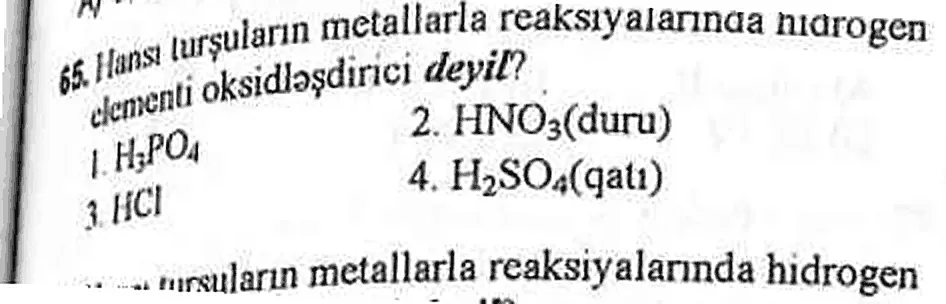 65. Hansı turşuların metallarla reaksiyalarında hidrogen
elementi oksidləşdirici deyil?
1. H₃PO₄ 2. HNO₃(duru)
3. HCl 4. H₂SO₄(qatı)
turşuların metallarla reaksiyalarında hidrogen